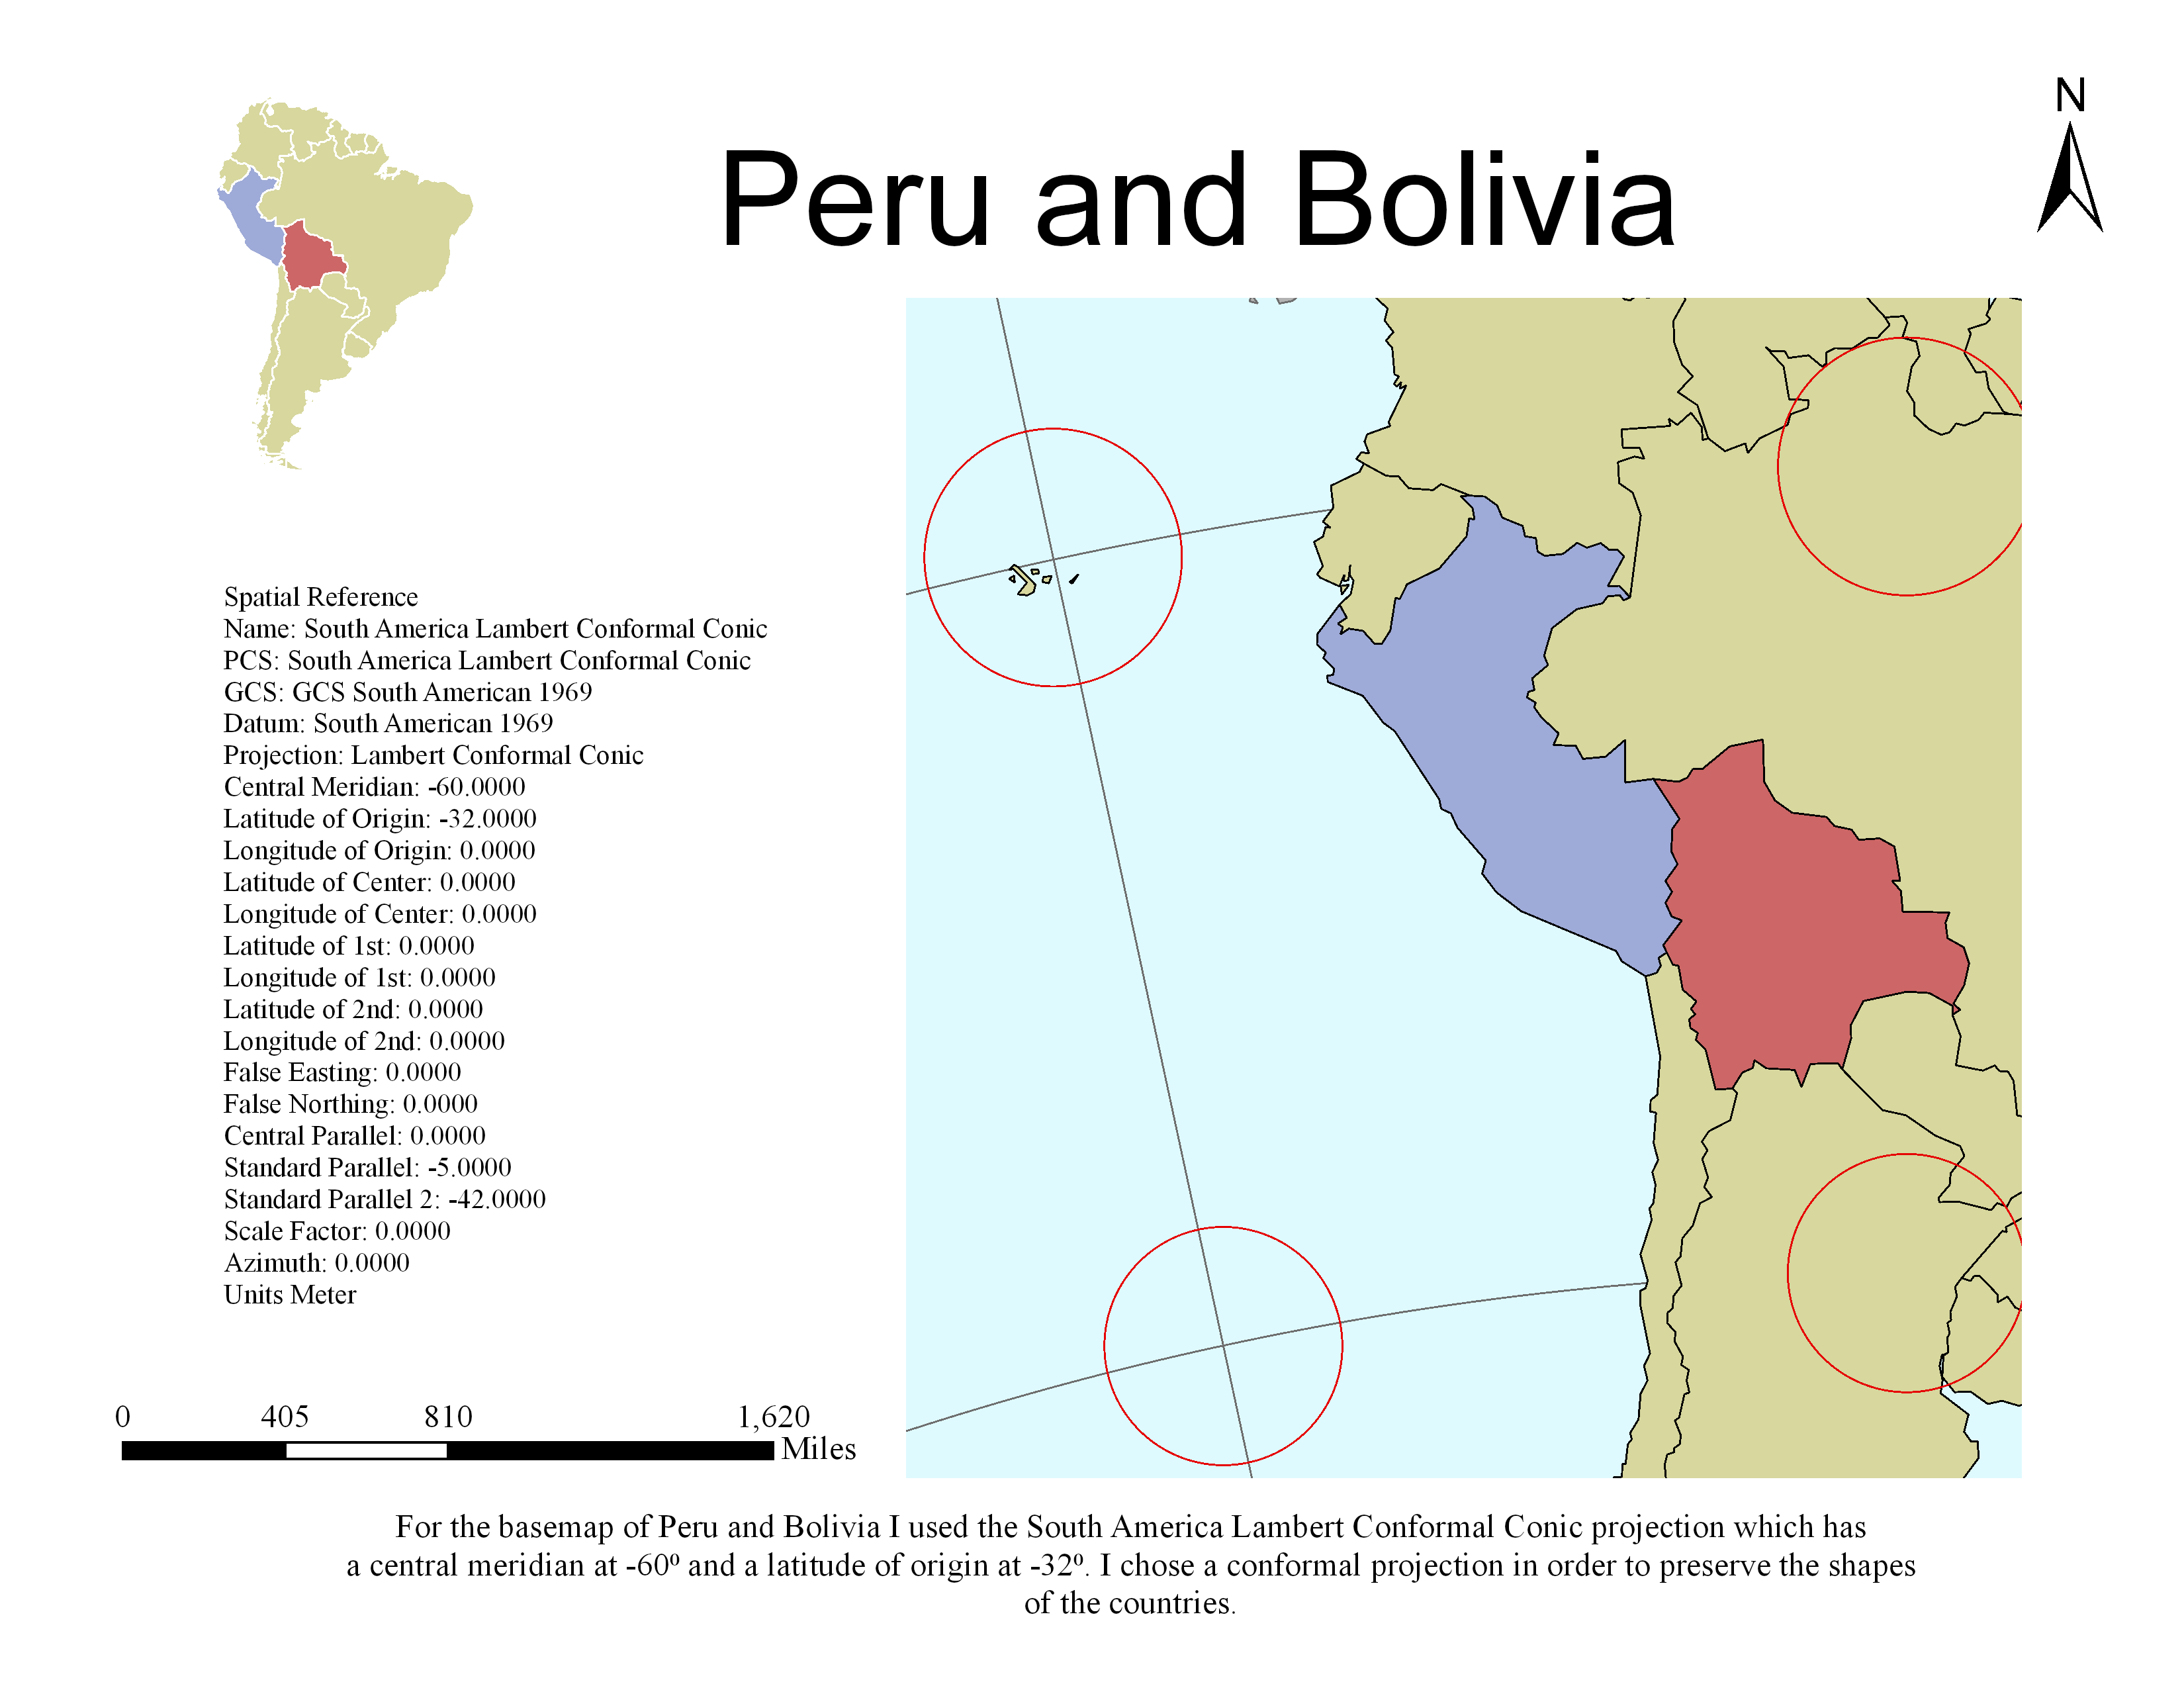 N
Peru and Bolivia
Spatial Reference
Name: South America Lambert Conformal Conic
PCS: South America Lambert Conformal Conic
GCS: GCS South American 1969
Datum: South American 1969
Projection: Lambert Conformal Conic
Central Meridian: -60.0000
Latitude of Origin: -32.0000
Longitude of Origin: 0.0000
Latitude of Center: 0.0000
Longitude of Center: 0.0000
Latitude of 1st: 0.0000
Longitude of 1st: 0.0000
Latitude of 2nd: 0.0000
Longitude of 2nd: 0.0000
False Easting: 0.0000
False Northing: 0.0000
Central Parallel: 0.0000
Standard Parallel: -5.0000
Standard Parallel 2: -42.0000
Scale Factor: 0.0000
Azimuth: 0.0000
Units Meter
0 405 810 1,620
Miles
For the basemap of Peru and Bolivia I used the South America Lambert Conformal Conic projection which has
a central meridian at -60º and a latitude of origin at -32º. I chose a conformal projection in order to preserve the shapes
of the countries.